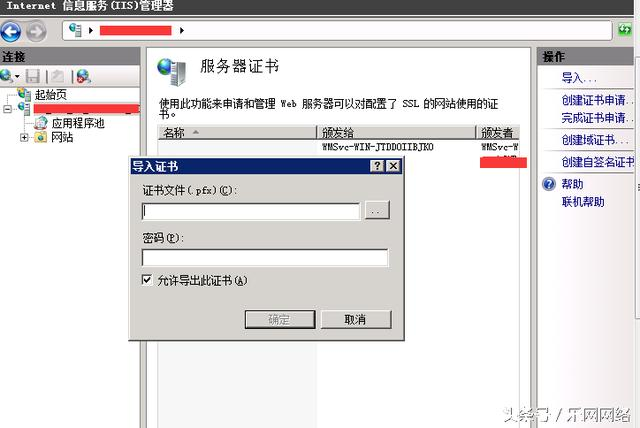 Internet 信息服务(IIS)管理器
连接
起始页
应用程序池
网站
服务器证书
使用此功能来申请和管理 Web 服务器可以对配置了 SSL 的网站使用的证
书。
名称
颁发给
颁发者
WMSvc-WIN-JTDDOIIBJKO
WMSvc-W
导入证书
证书文件(.pfx)(C):
..
密码(P):
允许导出此证书(A)
确定
取消
操作
导入...
创建证书申请..
完成证书申请..
创建域证书...
创建自签名证书
帮助
联机帮助
头条号 / 乐网网络